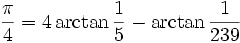 π/4 = 4 arctan 1/5 − arctan 1/239